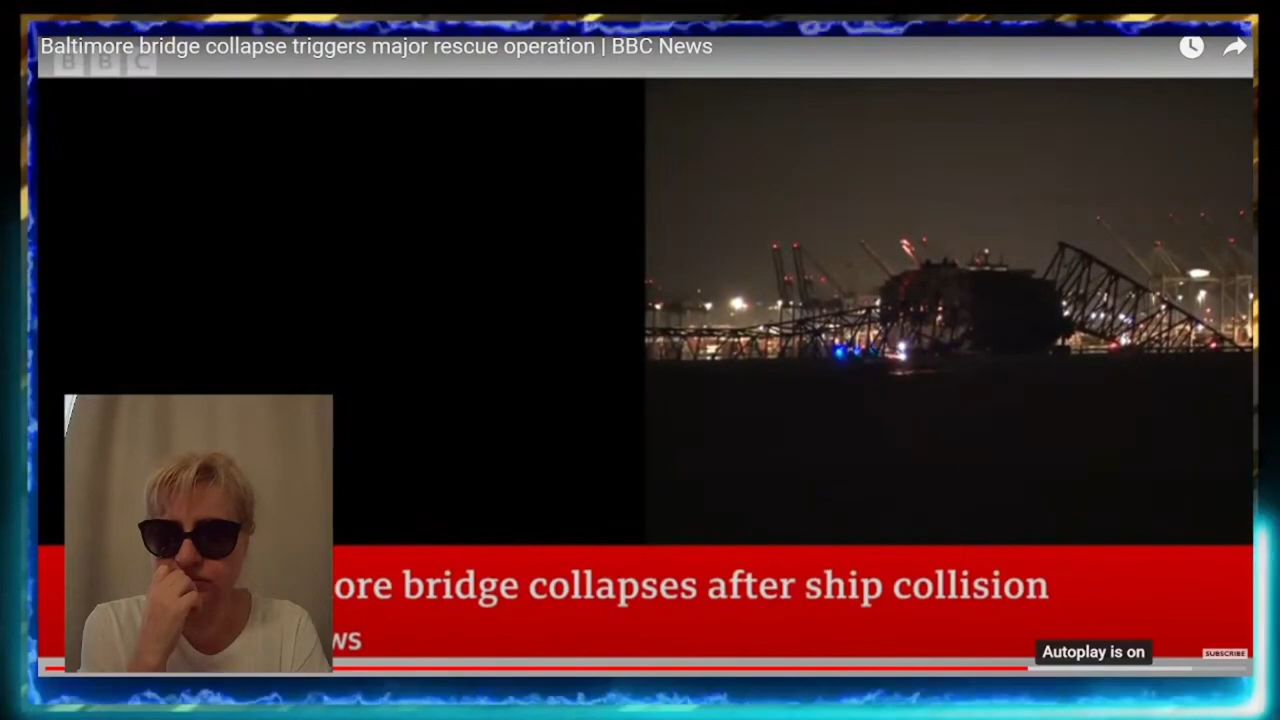 Baltimore bridge collapse triggers major rescue operation | BBC News
BBC
ore bridge collapses after ship collision
ws
Autoplay is on
SUBSCRIBE